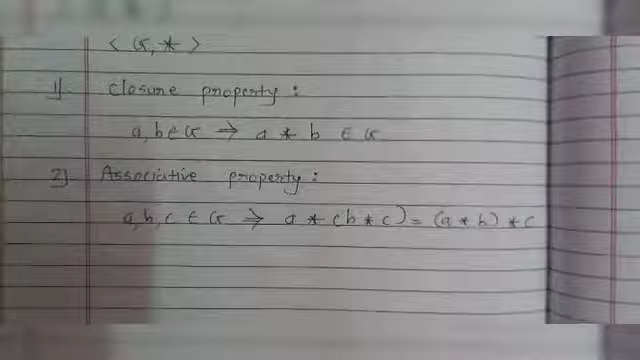 < G, * >
1) Closure property :
a, b ∈ G ⇒ a * b ∈ G
2) Associative property :
a, b, c ∈ G ⇒ a * (b * c) = (a * b) * c